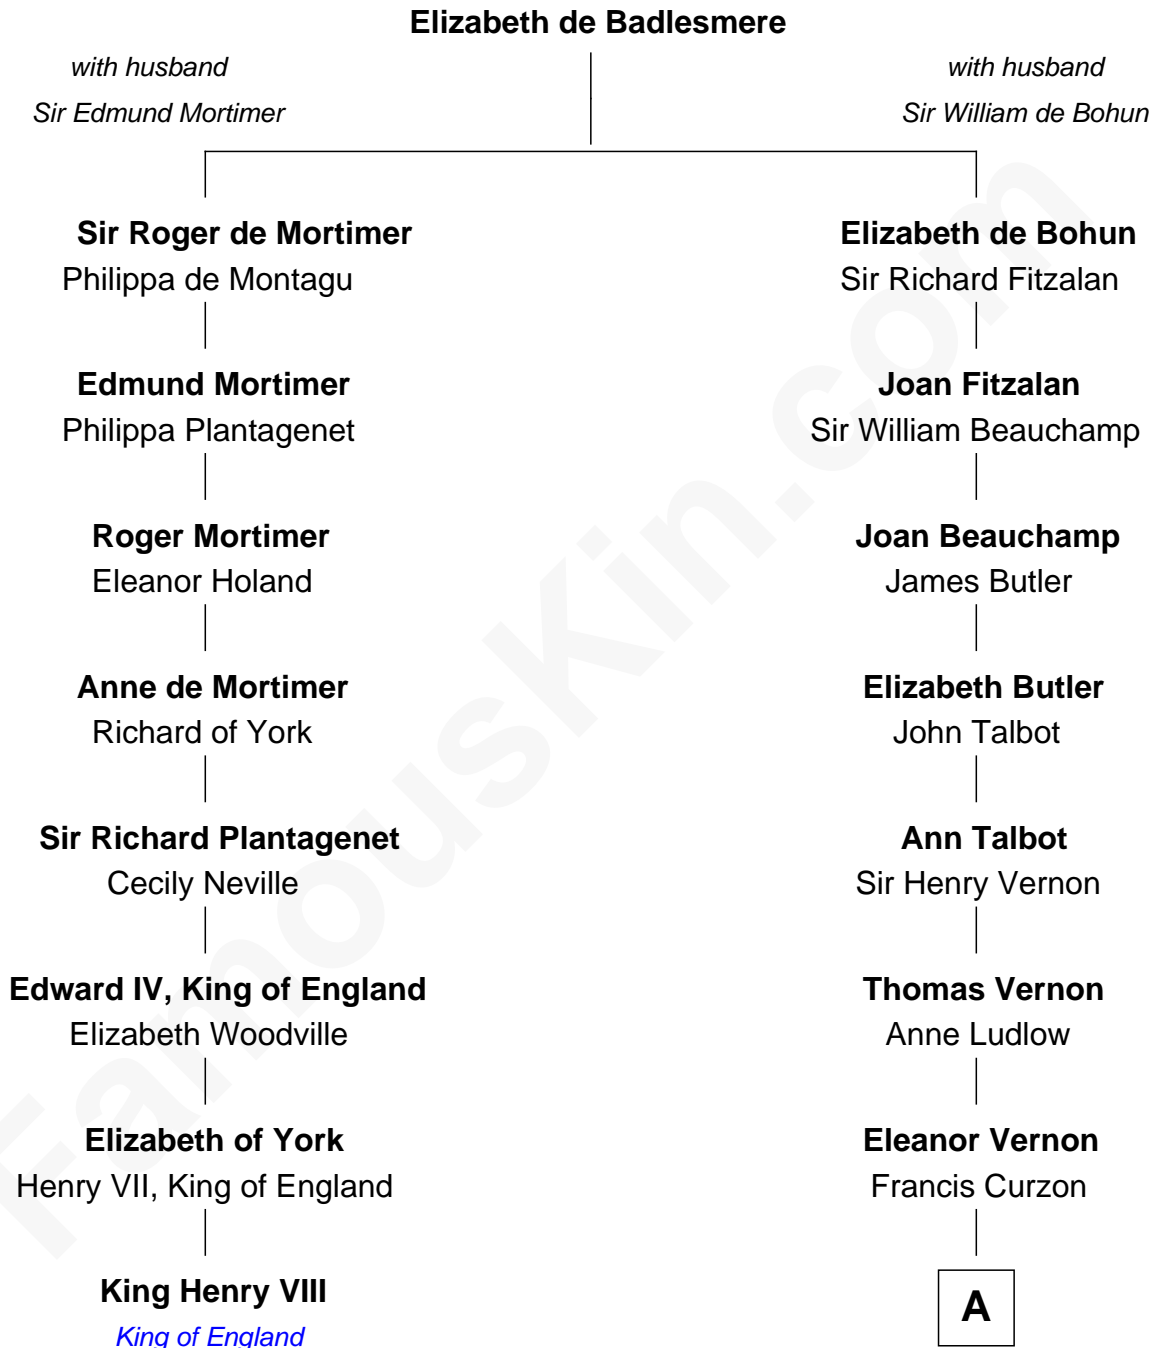 Elizabeth de Badlesmere
with husband
Sir Edmund Mortimer
with husband
Sir William de Bohun
Sir Roger de Mortimer
Philippa de Montagu
Elizabeth de Bohun
Sir Richard Fitzalan
Edmund Mortimer
Philippa Plantagenet
Joan Fitzalan
Sir William Beauchamp
Roger Mortimer
Eleanor Holand
Joan Beauchamp
James Butler
Anne de Mortimer
Richard of York
Elizabeth Butler
John Talbot
Sir Richard Plantagenet
Cecily Neville
Ann Talbot
Sir Henry Vernon
Edward IV, King of England
Elizabeth Woodville
Thomas Vernon
Anne Ludlow
Elizabeth of York
Henry VII, King of England
Eleanor Vernon
Francis Curzon
King Henry VIII
King of England
A
FamousKin.com